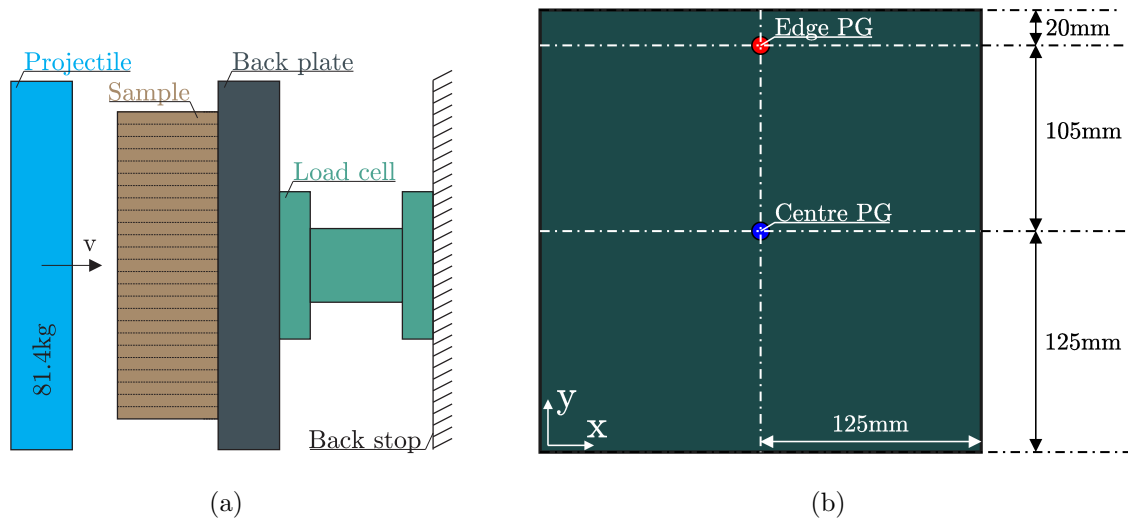 Projectile
Sample
Back plate
Load cell
v
81.4kg
Back stop
(a)
Edge PG
20mm
105mm
Centre PG
125mm
125mm
y
x
(b)